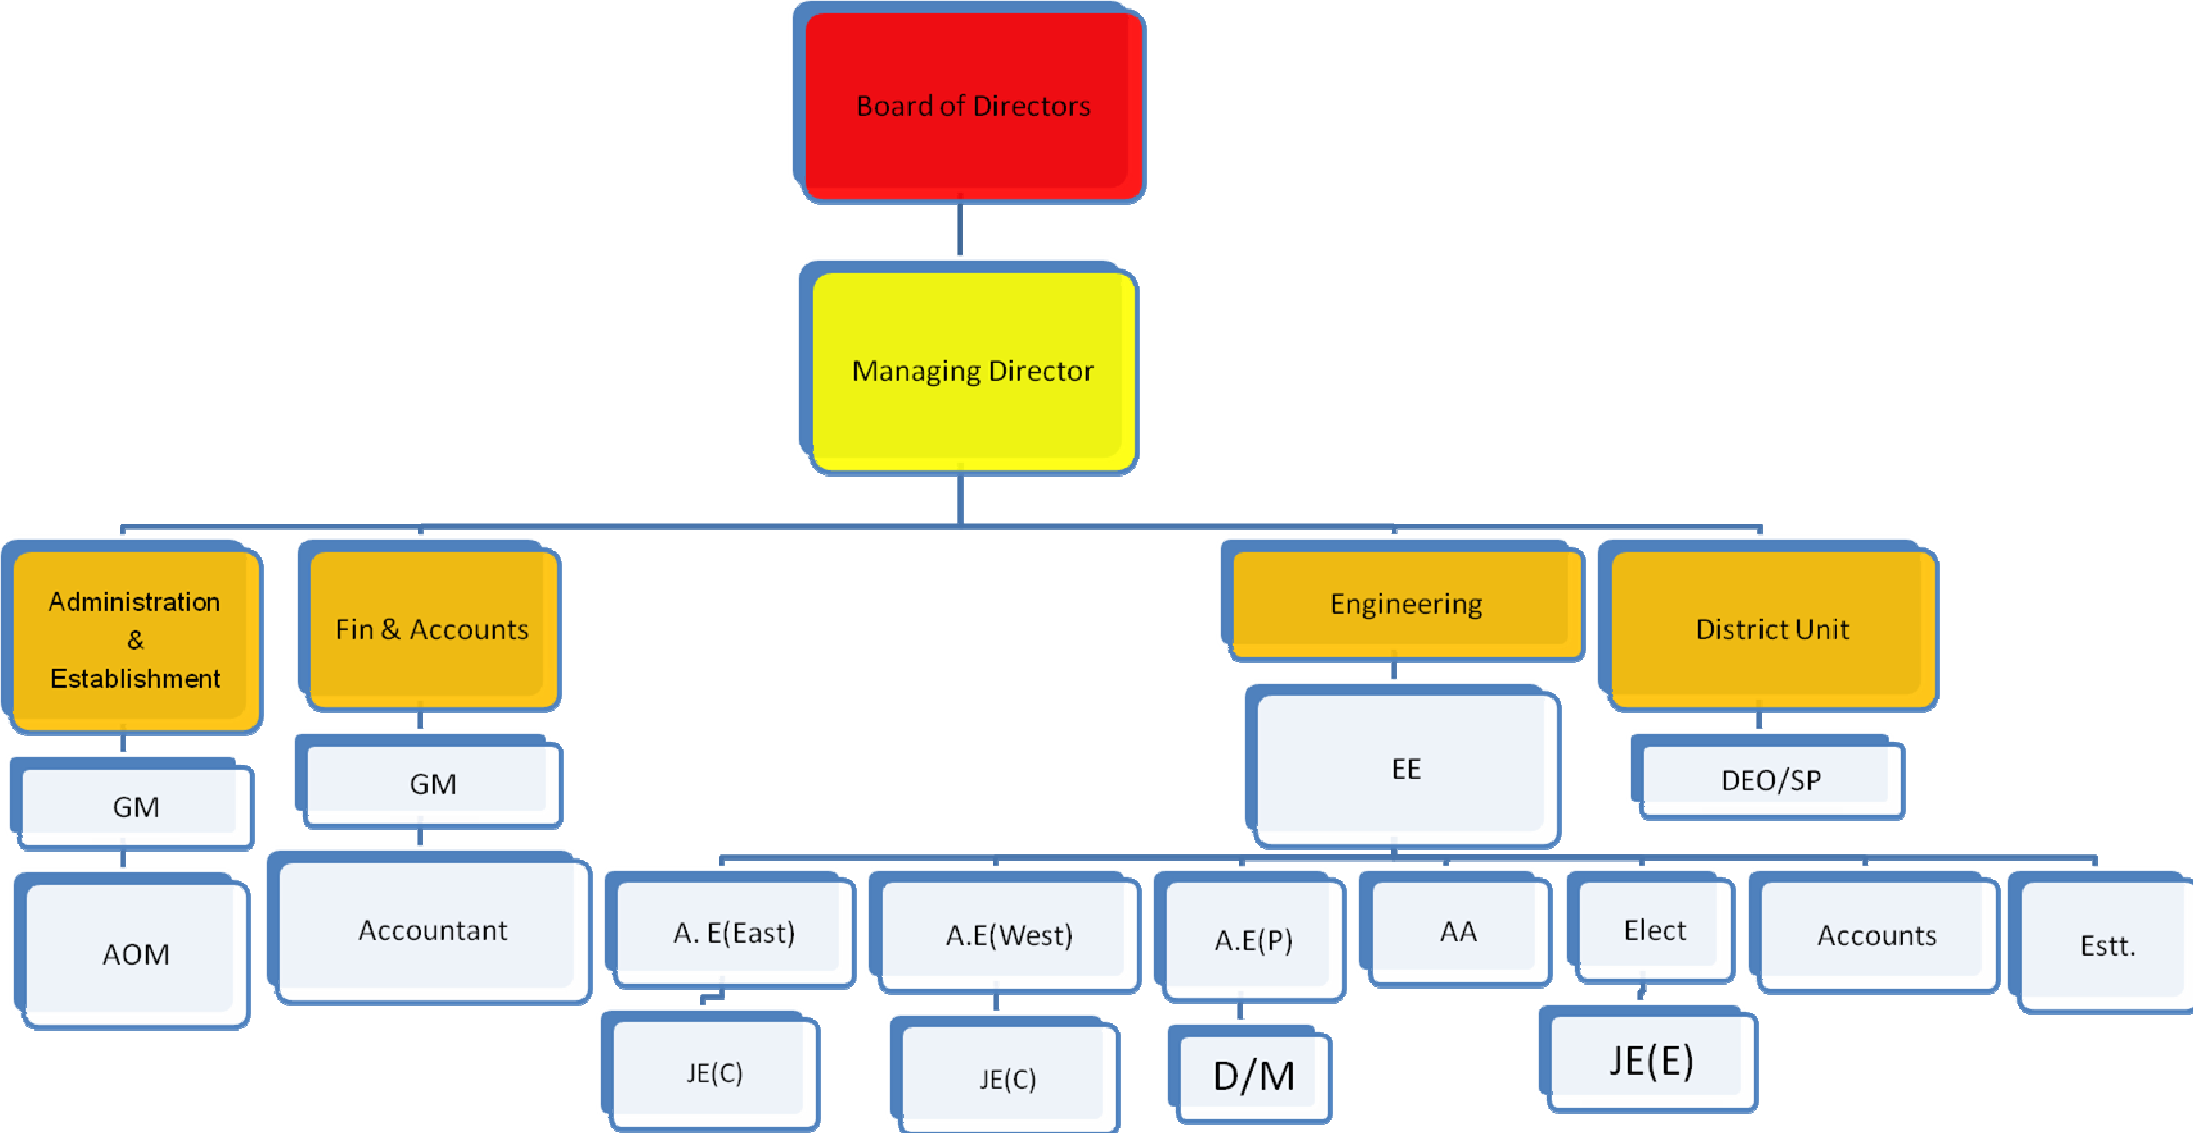 Board of Directors
Managing Director
Administration
&
Establishment
Fin & Accounts
Engineering
District Unit
GM
GM
EE
DEO/SP
AOM
Accountant
A. E(East)
A.E(West)
A.E(P)
AA
Elect
Accounts
Estt.
JE(C)
JE(C)
D/M
JE(E)